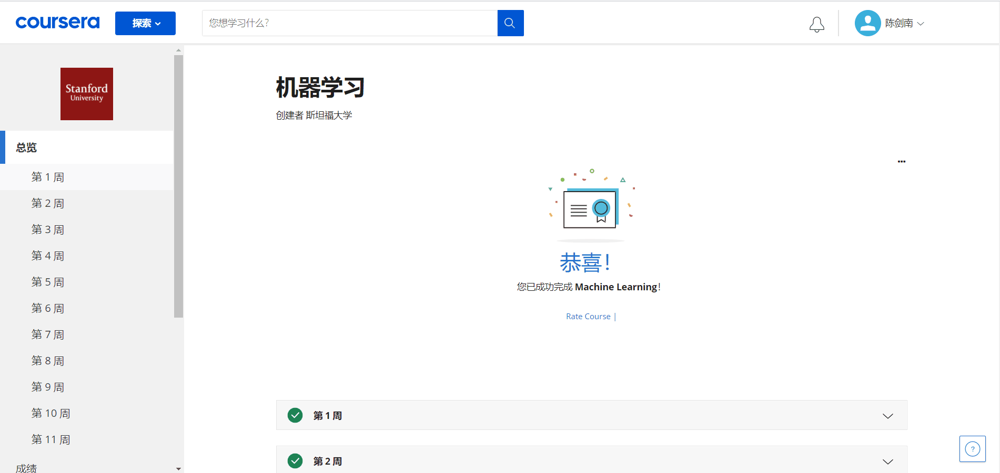 coursera
探索
您想学习什么？
陈剑南
Stanford
University
总览
第 1 周
第 2 周
第 3 周
第 4 周
第 5 周
第 6 周
第 7 周
第 8 周
第 9 周
第 10 周
第 11 周
成绩
机器学习
创建者 斯坦福大学
恭喜！
您已成功完成 Machine Learning！
Rate Course |
第 1 周
第 2 周
?